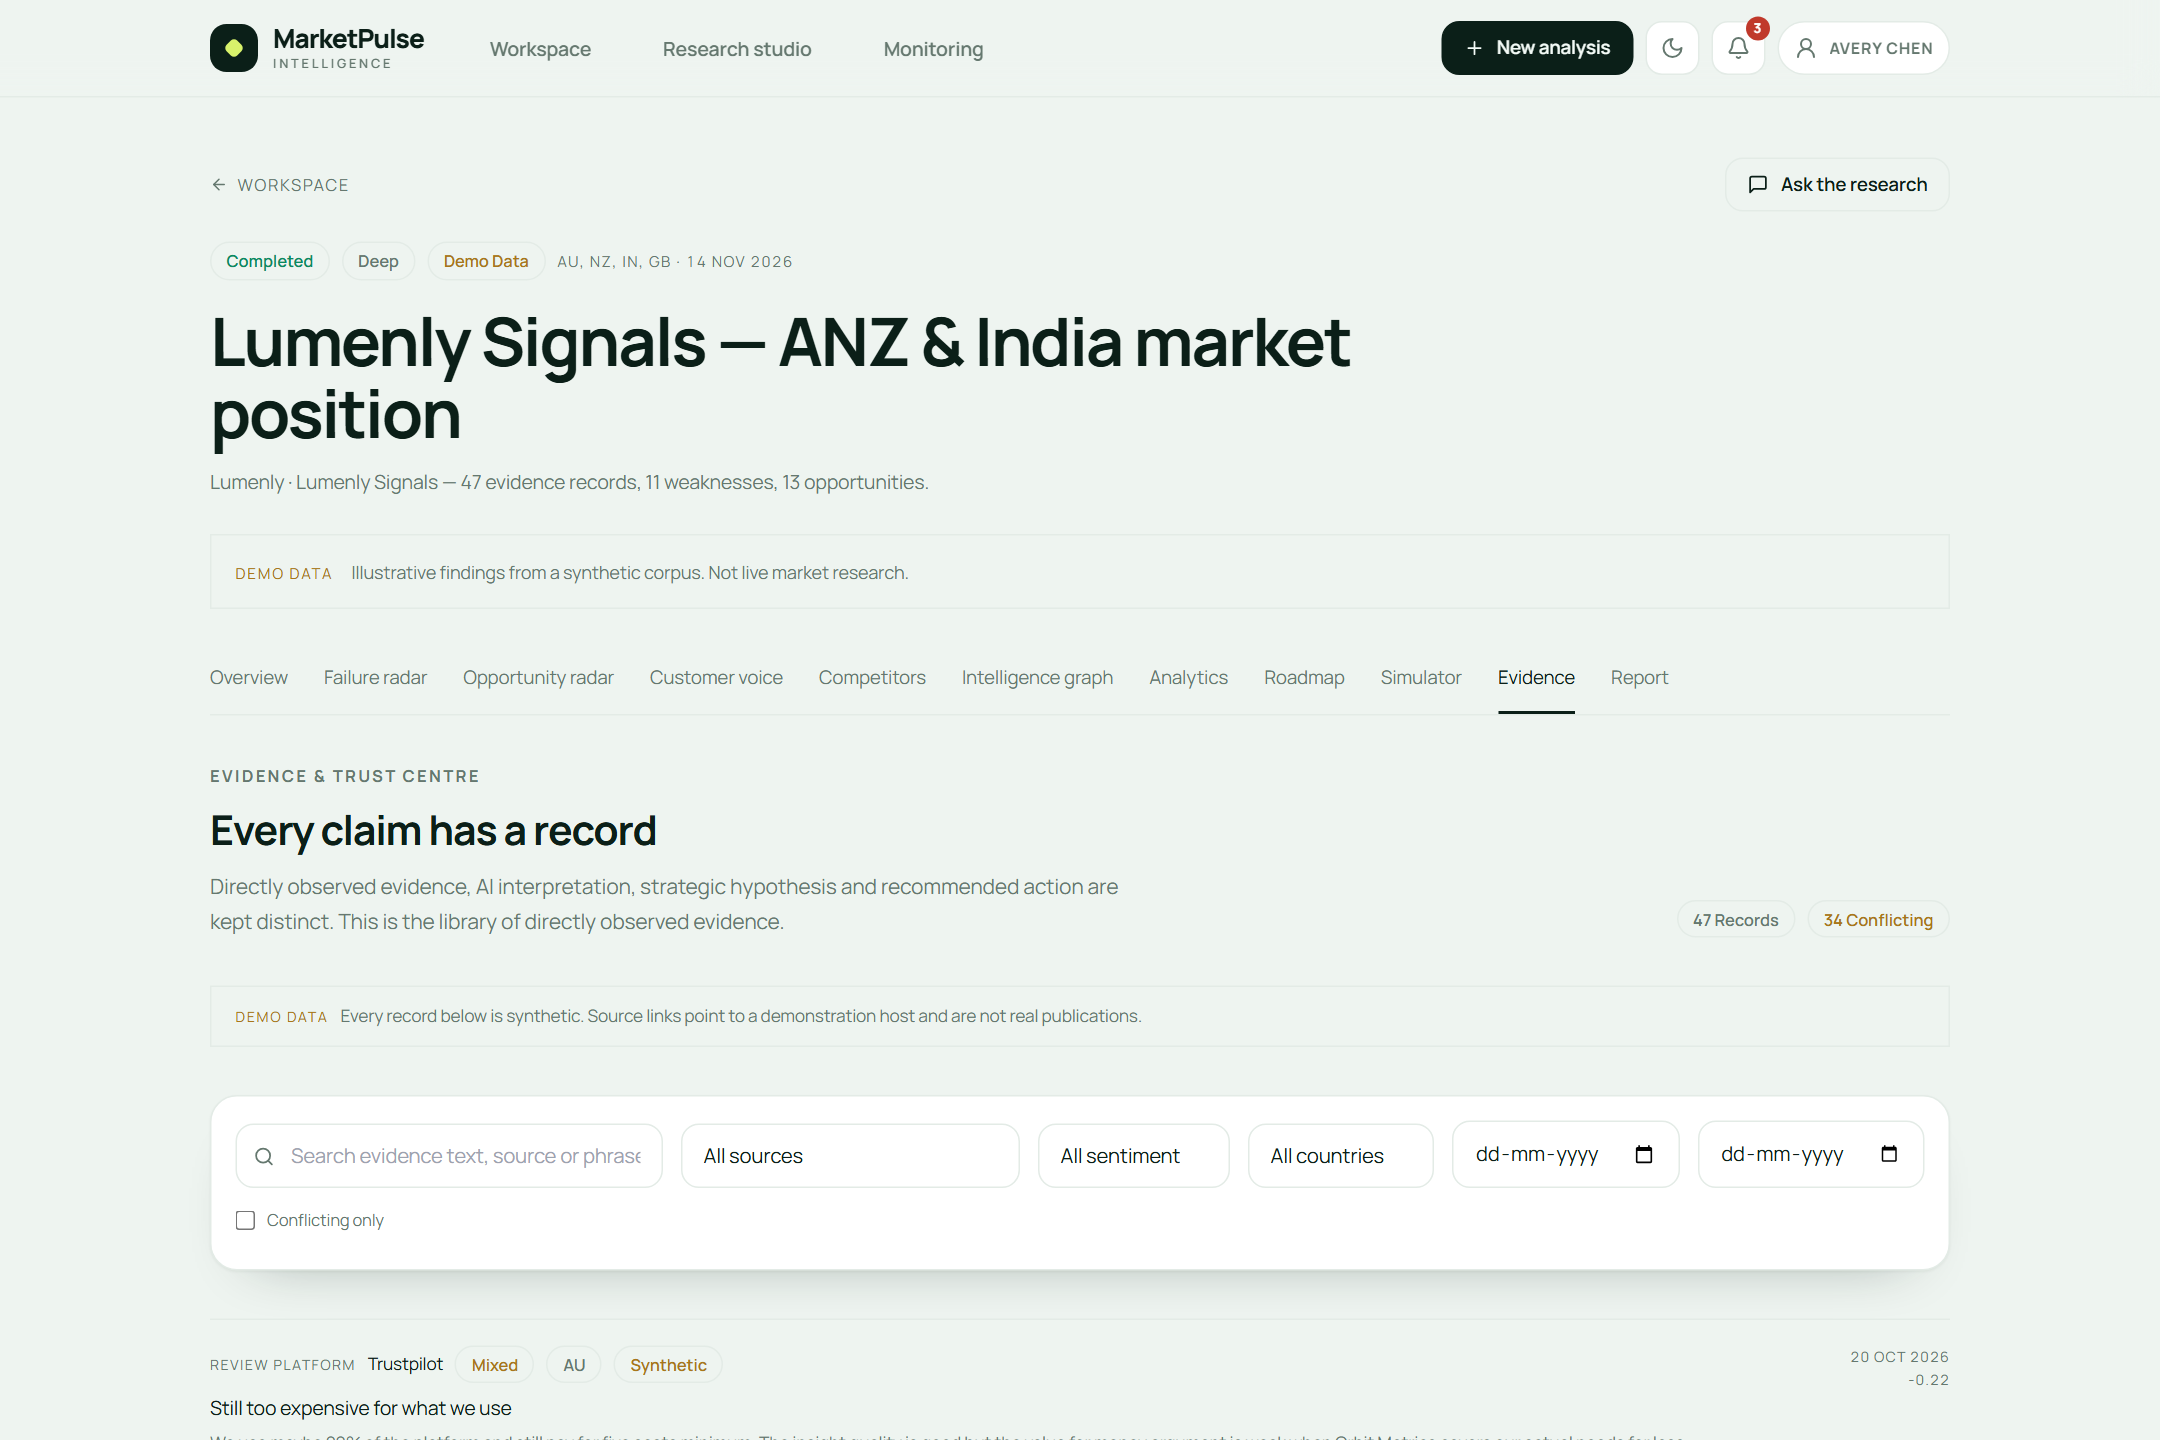 MarketPulse
INTELLIGENCE
Workspace
Research studio
Monitoring
New analysis
3
AVERY CHEN
WORKSPACE
Ask the research
Completed
Deep
Demo Data
AU, NZ, IN, GB · 14 NOV 2026
Lumenly Signals — ANZ & India market
position
Lumenly · Lumenly Signals — 47 evidence records, 11 weaknesses, 13 opportunities.
DEMO DATA Illustrative findings from a synthetic corpus. Not live market research.
Overview
Failure radar
Opportunity radar
Customer voice
Competitors
Intelligence graph
Analytics
Roadmap
Simulator
Evidence
Report
EVIDENCE & TRUST CENTRE
Every claim has a record
Directly observed evidence, AI interpretation, strategic hypothesis and recommended action are
kept distinct. This is the library of directly observed evidence.
47 Records
34 Conflicting
DEMO DATA Every record below is synthetic. Source links point to a demonstration host and are not real publications.
Search evidence text, source or phrase
All sources
All sentiment
All countries
dd-mm-yyyy
dd-mm-yyyy
Conflicting only
REVIEW PLATFORM Trustpilot Mixed AU Synthetic
20 OCT 2026
-0.22
Still too expensive for what we use